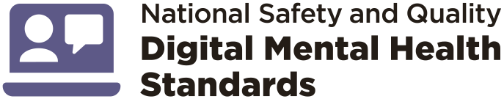 National Safety and Quality
Digital Mental Health
Standards